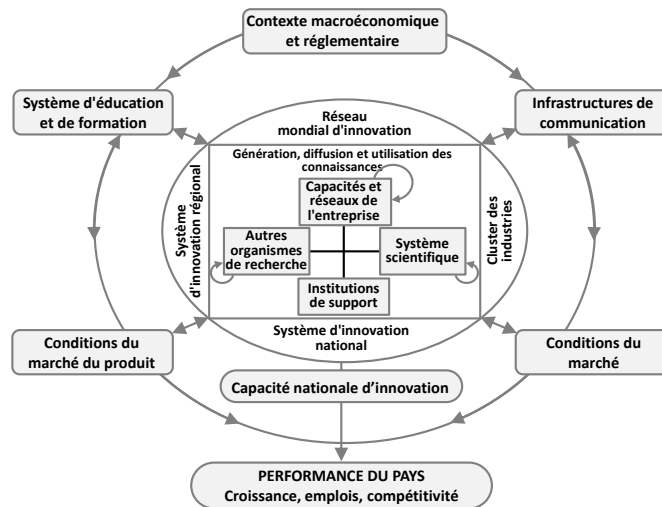 Contexte macroéconomique
et réglementaire
Système d'éducation
et de formation
Infrastructures de
communication
Réseau
mondial d'innovation
Génération, diffusion et utilisation des
connaissances
Capacités et
réseaux de
l'entreprise
Système
d'innovation régional
Cluster des
industries
Autres
organismes
de recherche
Système
scientifique
Institutions
de support
Système d'innovation
national
Conditions du
marché du produit
Conditions du
marché
Capacité nationale d’innovation
PERFORMANCE DU PAYS
Croissance, emplois, compétitivité